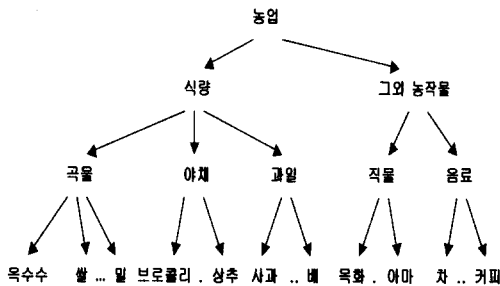 농업
식량 그외 농작물
곡물 야채 과일 직물 음료
옥수수 쌀 ... 밀 브로콜리 . 상추 사과 .. 배 목화 . 아마 차 .. 커피